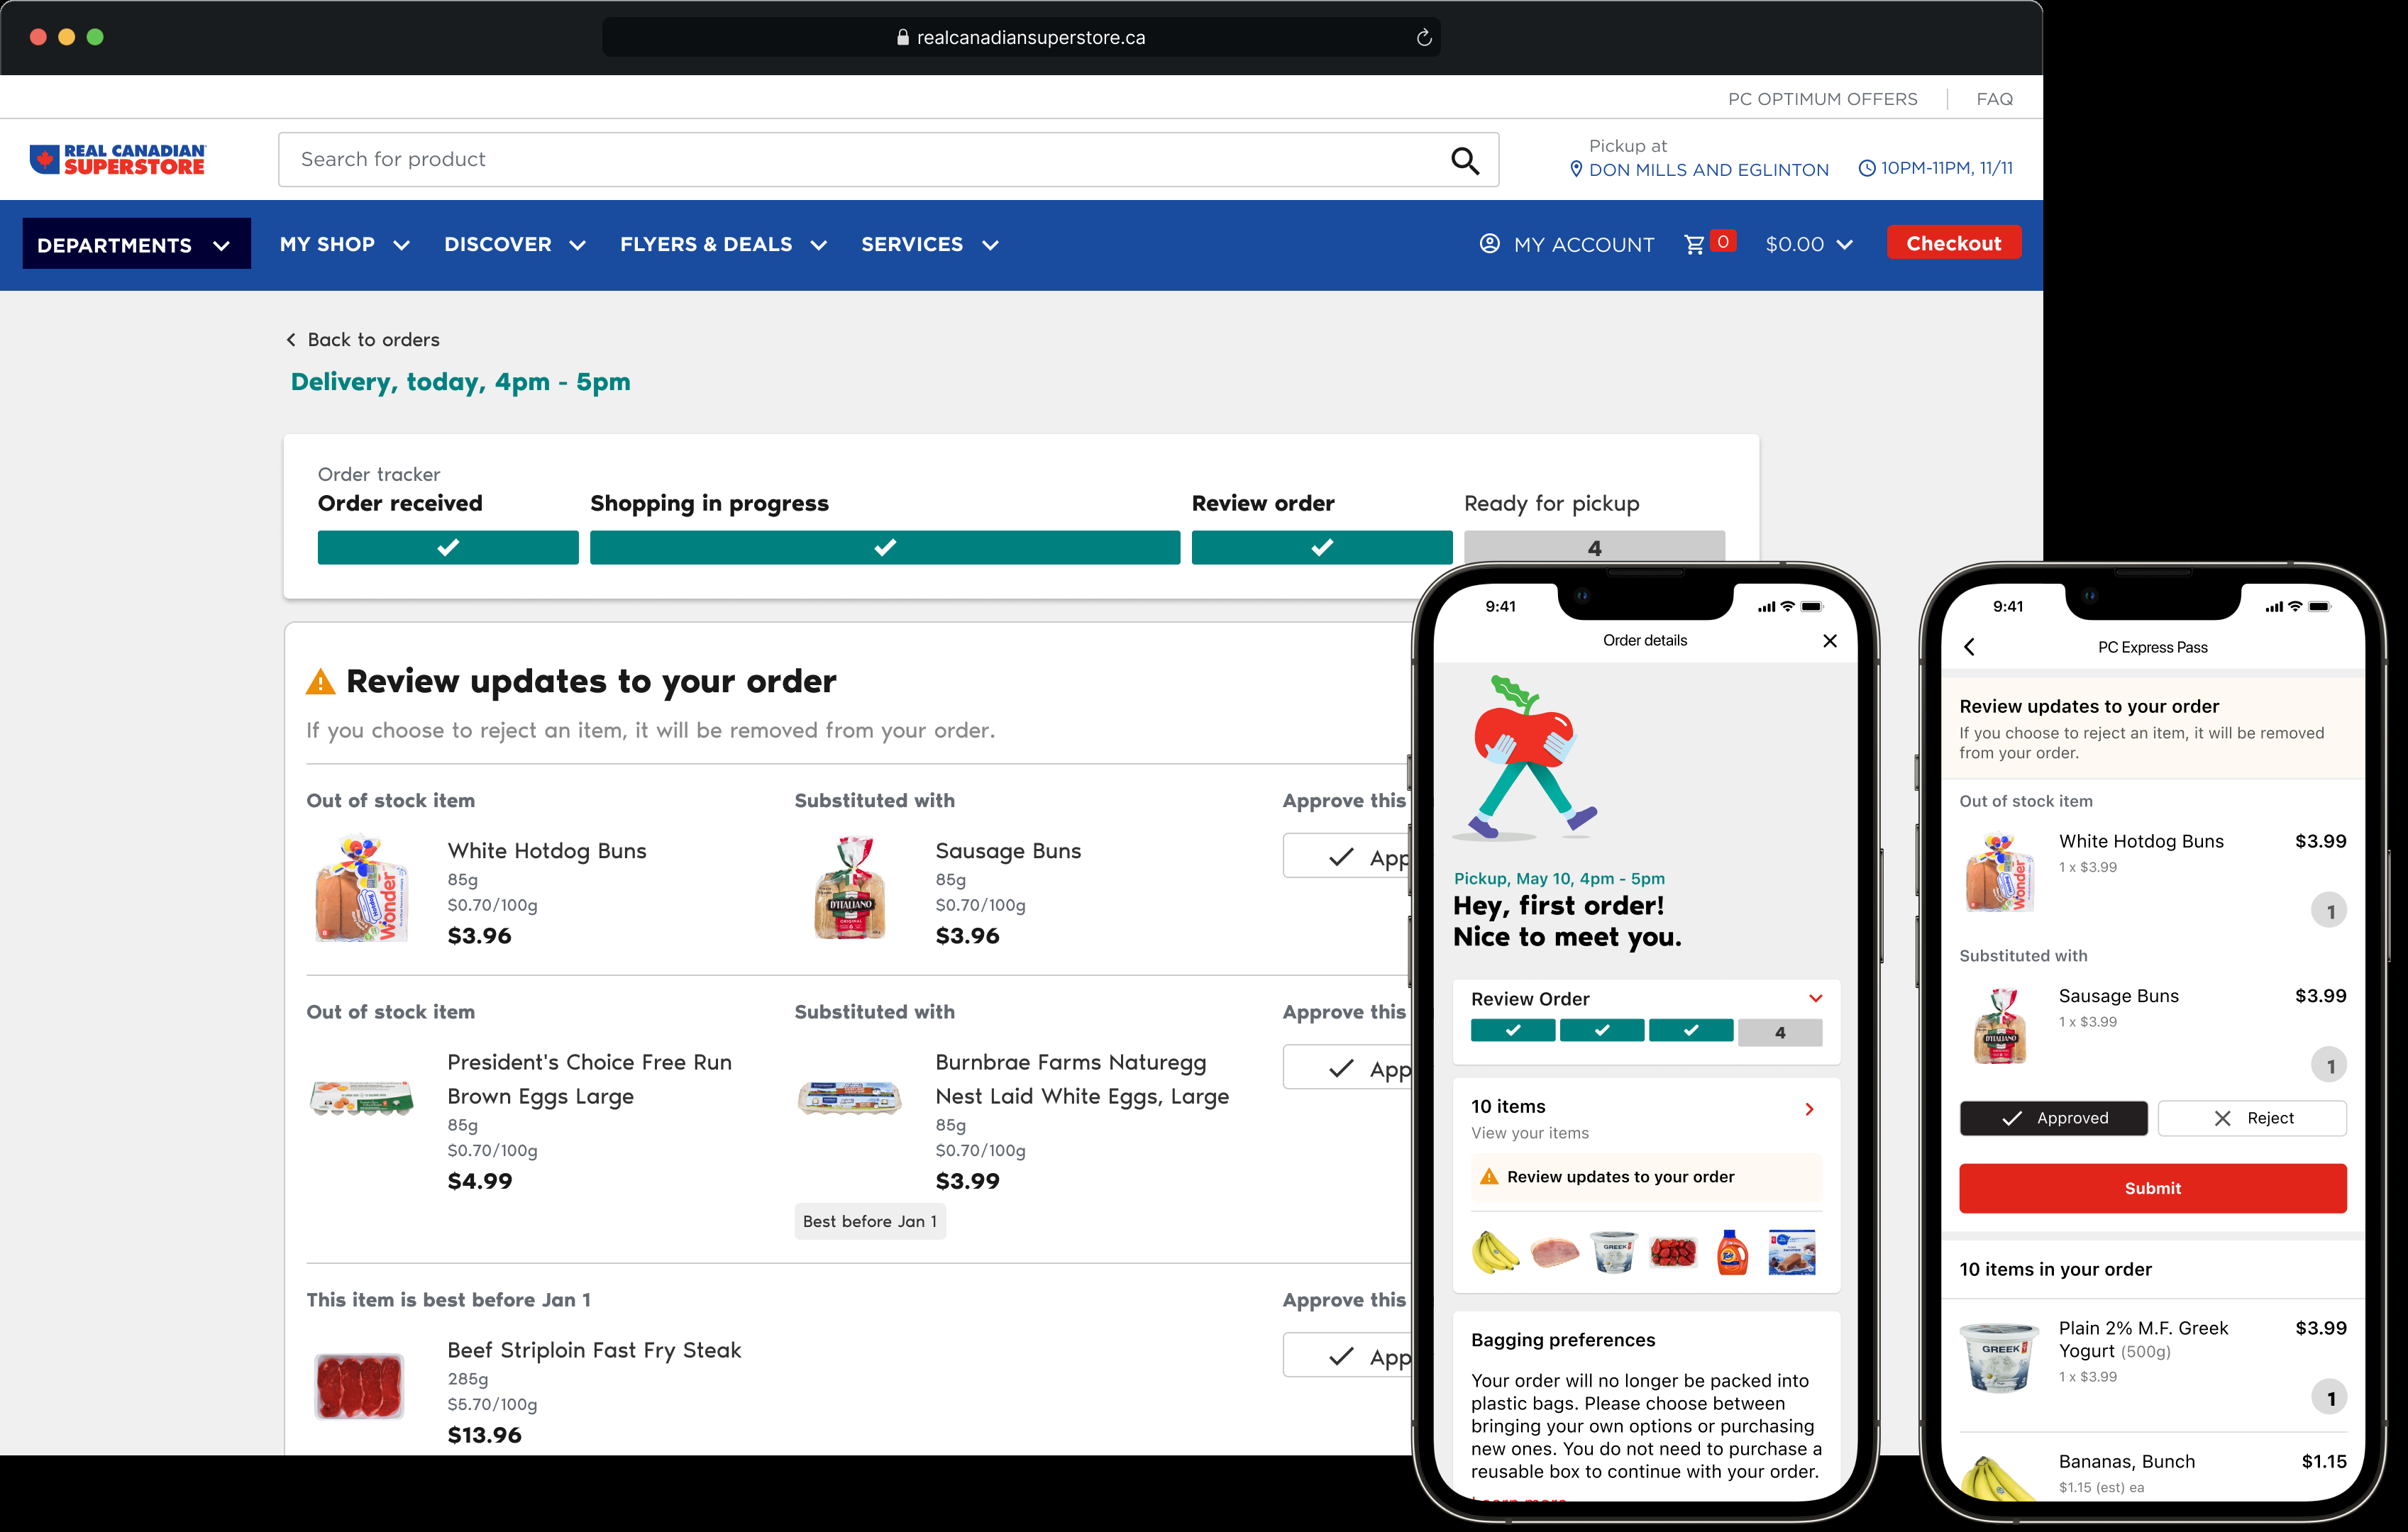 realcanadiansuperstore.ca
PC OPTIMUM OFFERS
FAQ
REAL CANADIAN
SUPERSTORE
Search for product
Pickup at
DON MILLS AND EGLINTON
10PM-11PM, 11/11
DEPARTMENTS
MY SHOP
DISCOVER
FLYERS & DEALS
SERVICES
MY ACCOUNT
0
$0.00
Checkout
Back to orders
Delivery, today, 4pm - 5pm
Order tracker
Order received
Shopping in progress
Review order
Ready for pickup
4
Review updates to your order
If you choose to reject an item, it will be removed from your order.
Out of stock item
Substituted with
Approve this
Wonder
White Hotdog Buns
85g
$0.70/100g
$3.96
D'ITALIANO
ORIGINAL
Sausage Buns
85g
$0.70/100g
$3.96
App
Out of stock item
Substituted with
Approve this
President's Choice Free Run
Brown Eggs Large
85g
$0.70/100g
$4.99
Burnbrae Farms Naturegg
Nest Laid White Eggs, Large
85g
$0.70/100g
$3.99
Best before Jan 1
App
This item is best before Jan 1
Approve this
Beef Striploin Fast Fry Steak
285g
$5.70/100g
$13.96
App
9:41
Order details
Pickup, May 10, 4pm - 5pm
Hey, first order!
Nice to meet you.
Review Order
4
10 items
View your items
Review updates to your order
GREEK
Tide
Bagging preferences
Your order will no longer be packed into
plastic bags. Please choose between
bringing your own options or purchasing
new ones. You do not need to purchase a
reusable box to continue with your order.
Learn more
9:41
PC Express Pass
Review updates to your order
If you choose to reject an item, it will be removed
from your order.
Out of stock item
Wonder
White Hotdog Buns
$3.99
1 x $3.99
1
Substituted with
D'ITALIANO
Sausage Buns
$3.99
1 x $3.99
1
Approved
Reject
Submit
10 items in your order
GREEK
Plain 2% M.F. Greek
Yogurt (500g)
$3.99
1 x $3.99
1
Bananas, Bunch
$1.15
$1.15 (est) ea